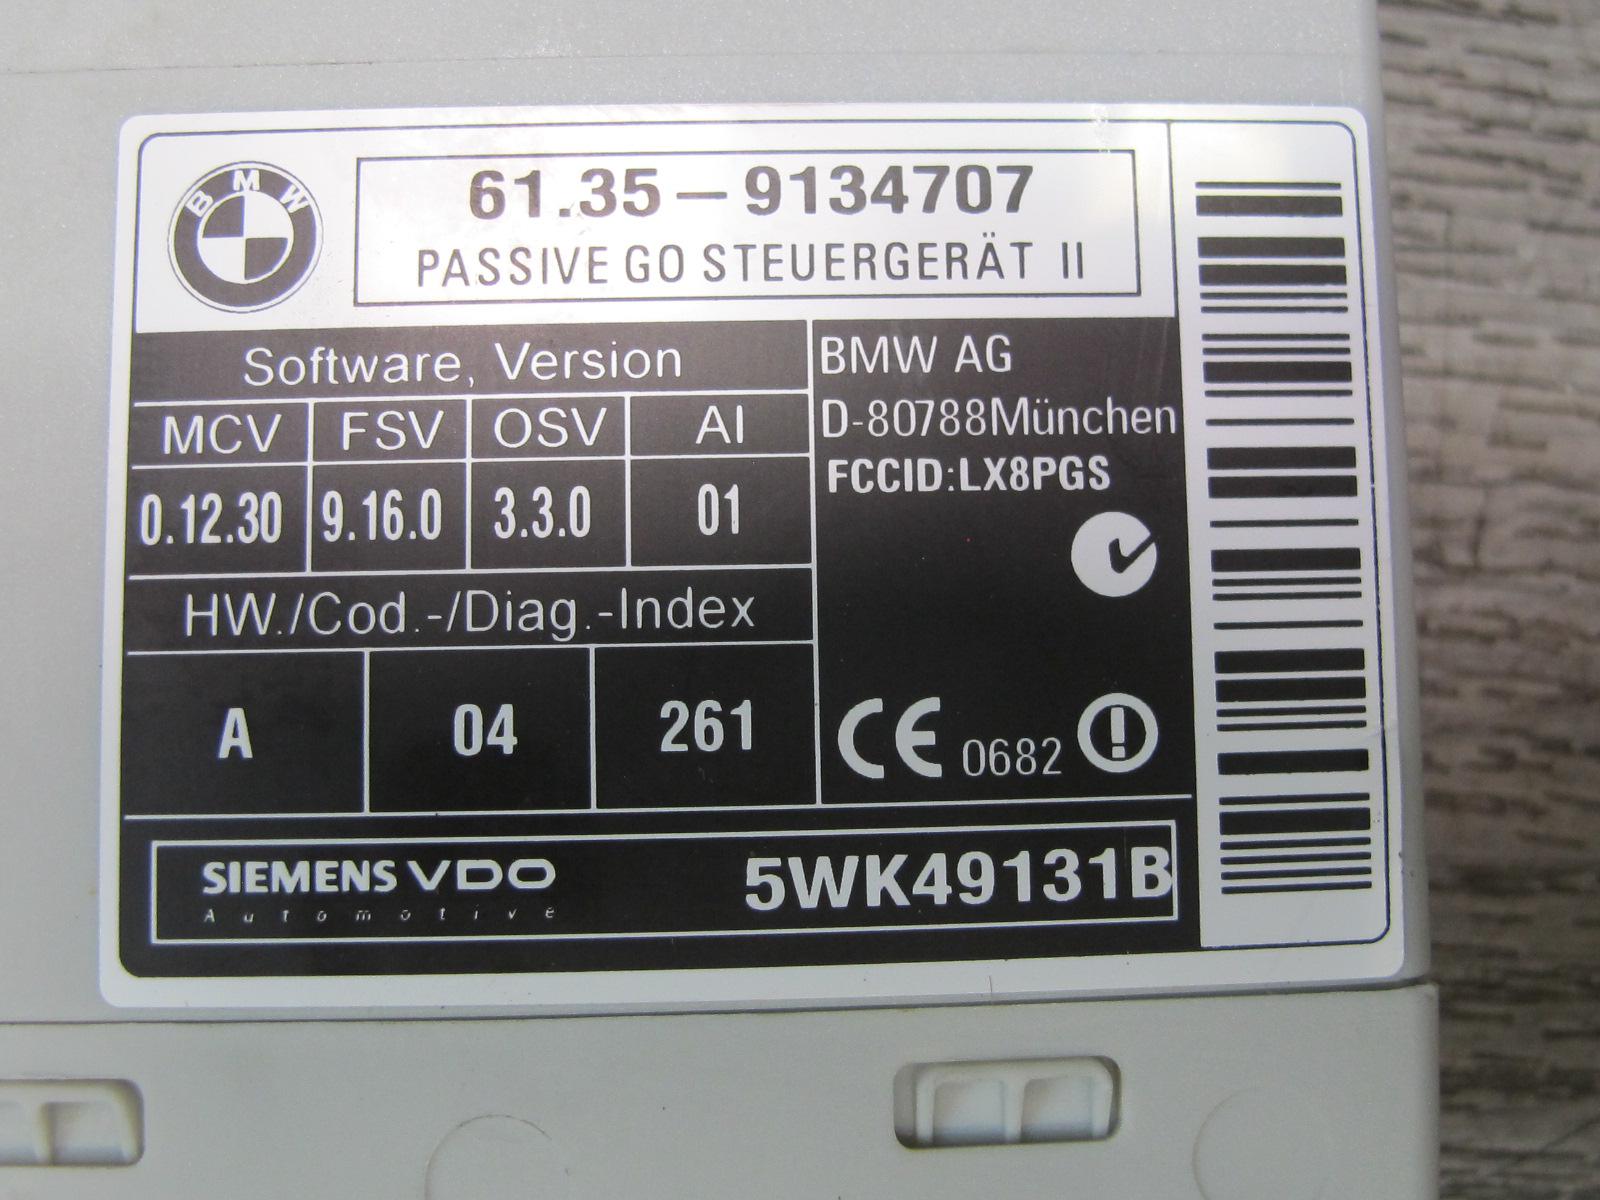 BMW
61.35-9134707
PASSIVE GO STEUERGERÄT II
Software, Version
MCV FSV OSV AI
0.12.30 9.16.0 3.3.0 01
HW./Cod.-/Diag.-Index
A 04 261
BMW AG
D-80788München
FCCID:LX8PGS
CE 0682
SIEMENS VDO
Automotive
5WK49131B